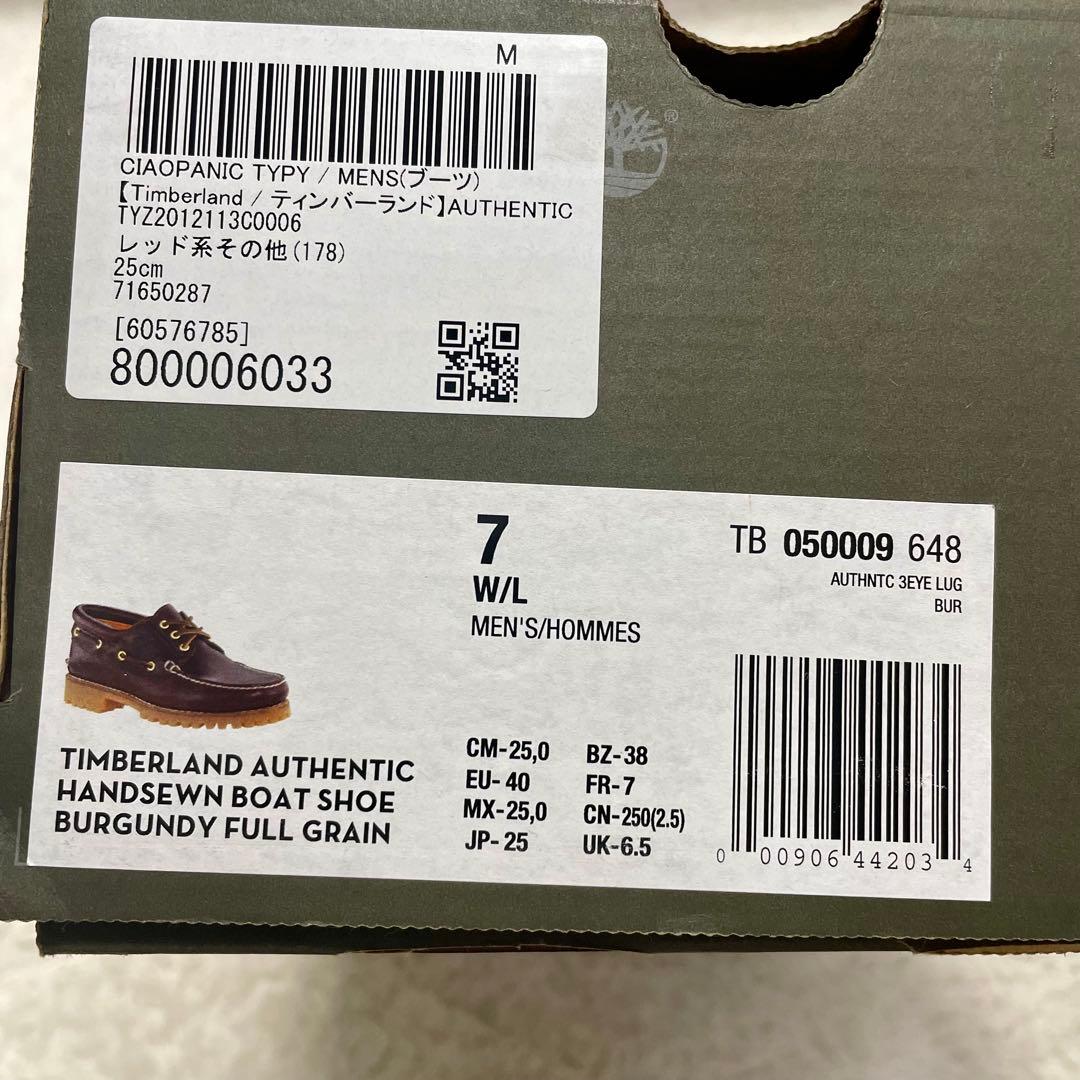 M
CIAOPANIC TYPY / MENS(ブーツ)
【Timberland / ティンバーランド】AUTHENTIC
TYZ2012113C0006
レッド系その他(178)
25cm
71650287
[60576785]
800006033
®
7
W/L
MEN'S/HOMMES
TB 050009 648
AUTHNTC 3EYE LUG
BUR
TIMBERLAND AUTHENTIC
HANDSEWN BOAT SHOE
BURGUNDY FULL GRAIN
CM-25,0 BZ-38
EU- 40 FR-7
MX-25,0 CN-250(2.5)
JP-25 UK-6.5
0 00906 44203 4